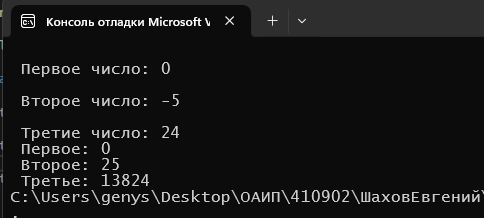 Консоль отладки Microsoft V
Первое число: 0
Второе число: -5
Третие число: 24
Первое: 0
Второе: 25
Третье: 13824
C:\Users\genys\Desktop\ОАИП\410902\ШаховЕвгений\